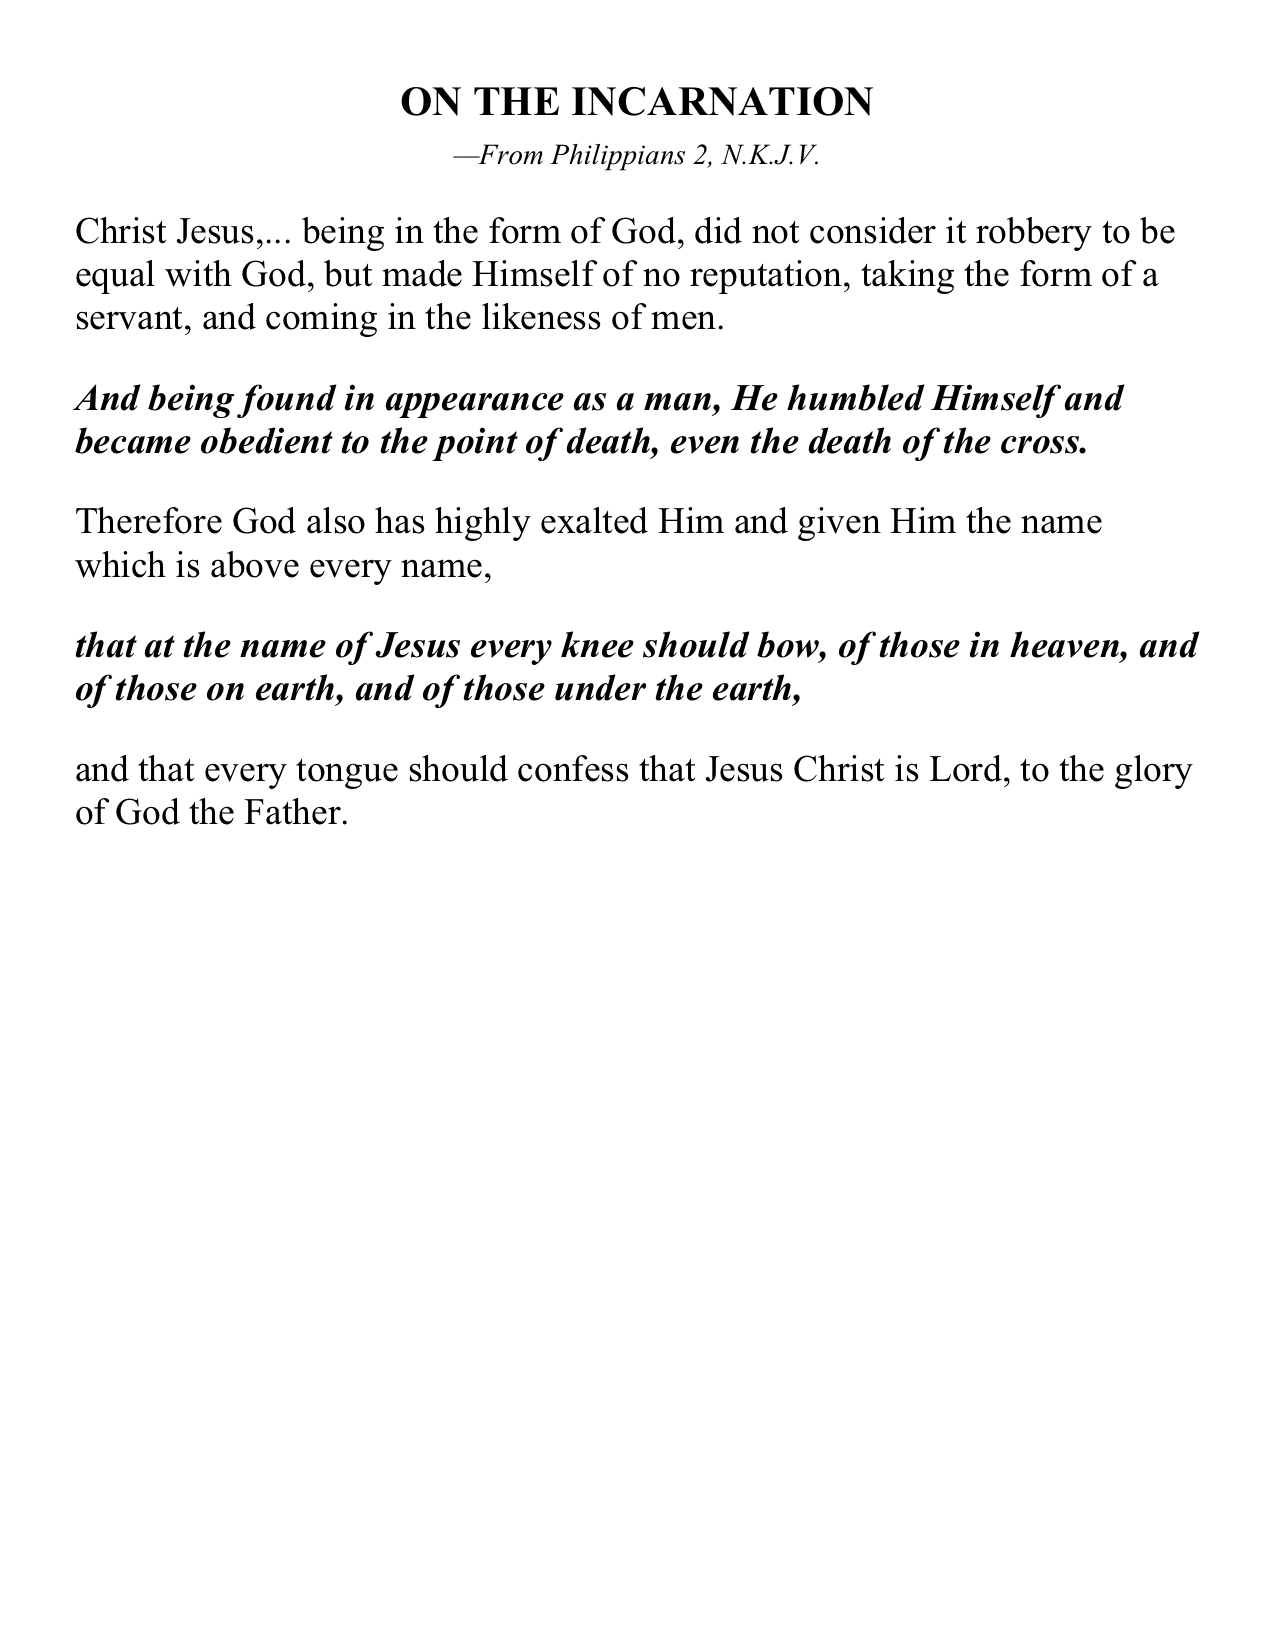 ON THE INCARNATION
—From Philippians 2, N.K.J.V.
Christ Jesus,... being in the form of God, did not consider it robbery to be
equal with God, but made Himself of no reputation, taking the form of a
servant, and coming in the likeness of men.
And being found in appearance as a man, He humbled Himself and
became obedient to the point of death, even the death of the cross.
Therefore God also has highly exalted Him and given Him the name
which is above every name,
that at the name of Jesus every knee should bow, of those in heaven, and
of those on earth, and of those under the earth,
and that every tongue should confess that Jesus Christ is Lord, to the glory
of God the Father.